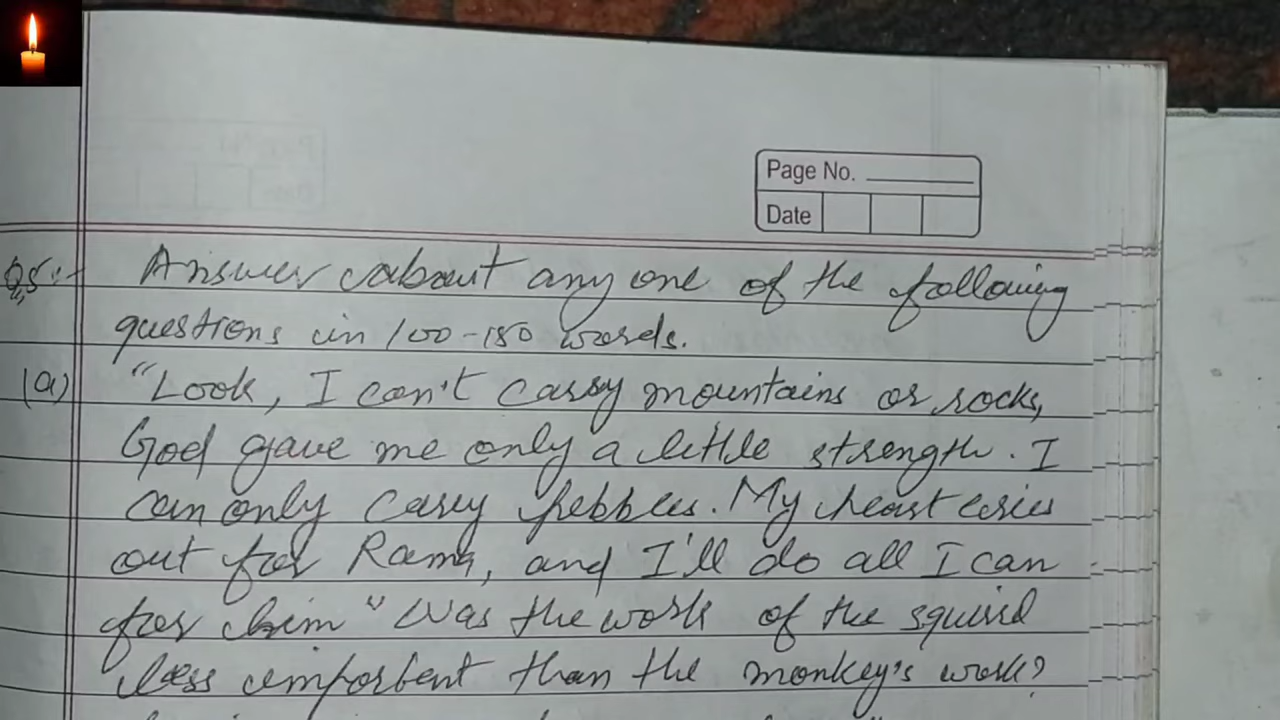 Page No.
Date
Q5:- Answer about any one of the following
questions in 100-150 words.
(a) "Look, I can't carry mountains or rocks,
God gave me only a little strength. I
can only carry pebbles. My heart cries
out for Rama, and I'll do all I can
for him" Was the work of the squirrel
less importent than the monkey's work?